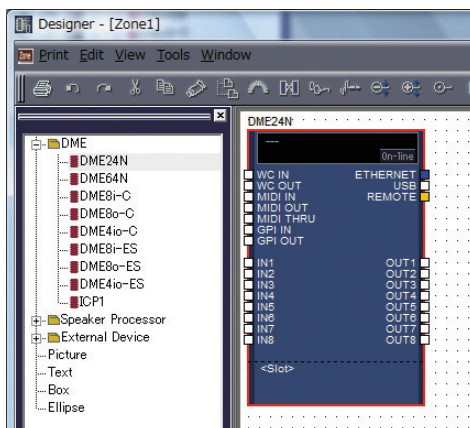 Designer - [Zone1]
Print Edit View Tools Window
DME
DME24N
DME64N
DME8i-C
DME8o-C
DME4io-C
DME8i-ES
DME8o-ES
DME4io-ES
ICP1
Speaker Processor
External Device
Picture
Text
Box
Ellipse
DME24N
---
On-line
WC IN ETHERNET
WC OUT USB
MIDI IN REMOTE
MIDI OUT
MIDI THRU
GPI IN
GPI OUT
IN1 OUT1
IN2 OUT2
IN3 OUT3
IN4 OUT4
IN5 OUT5
IN6 OUT6
IN7 OUT7
IN8 OUT8
<Slot>